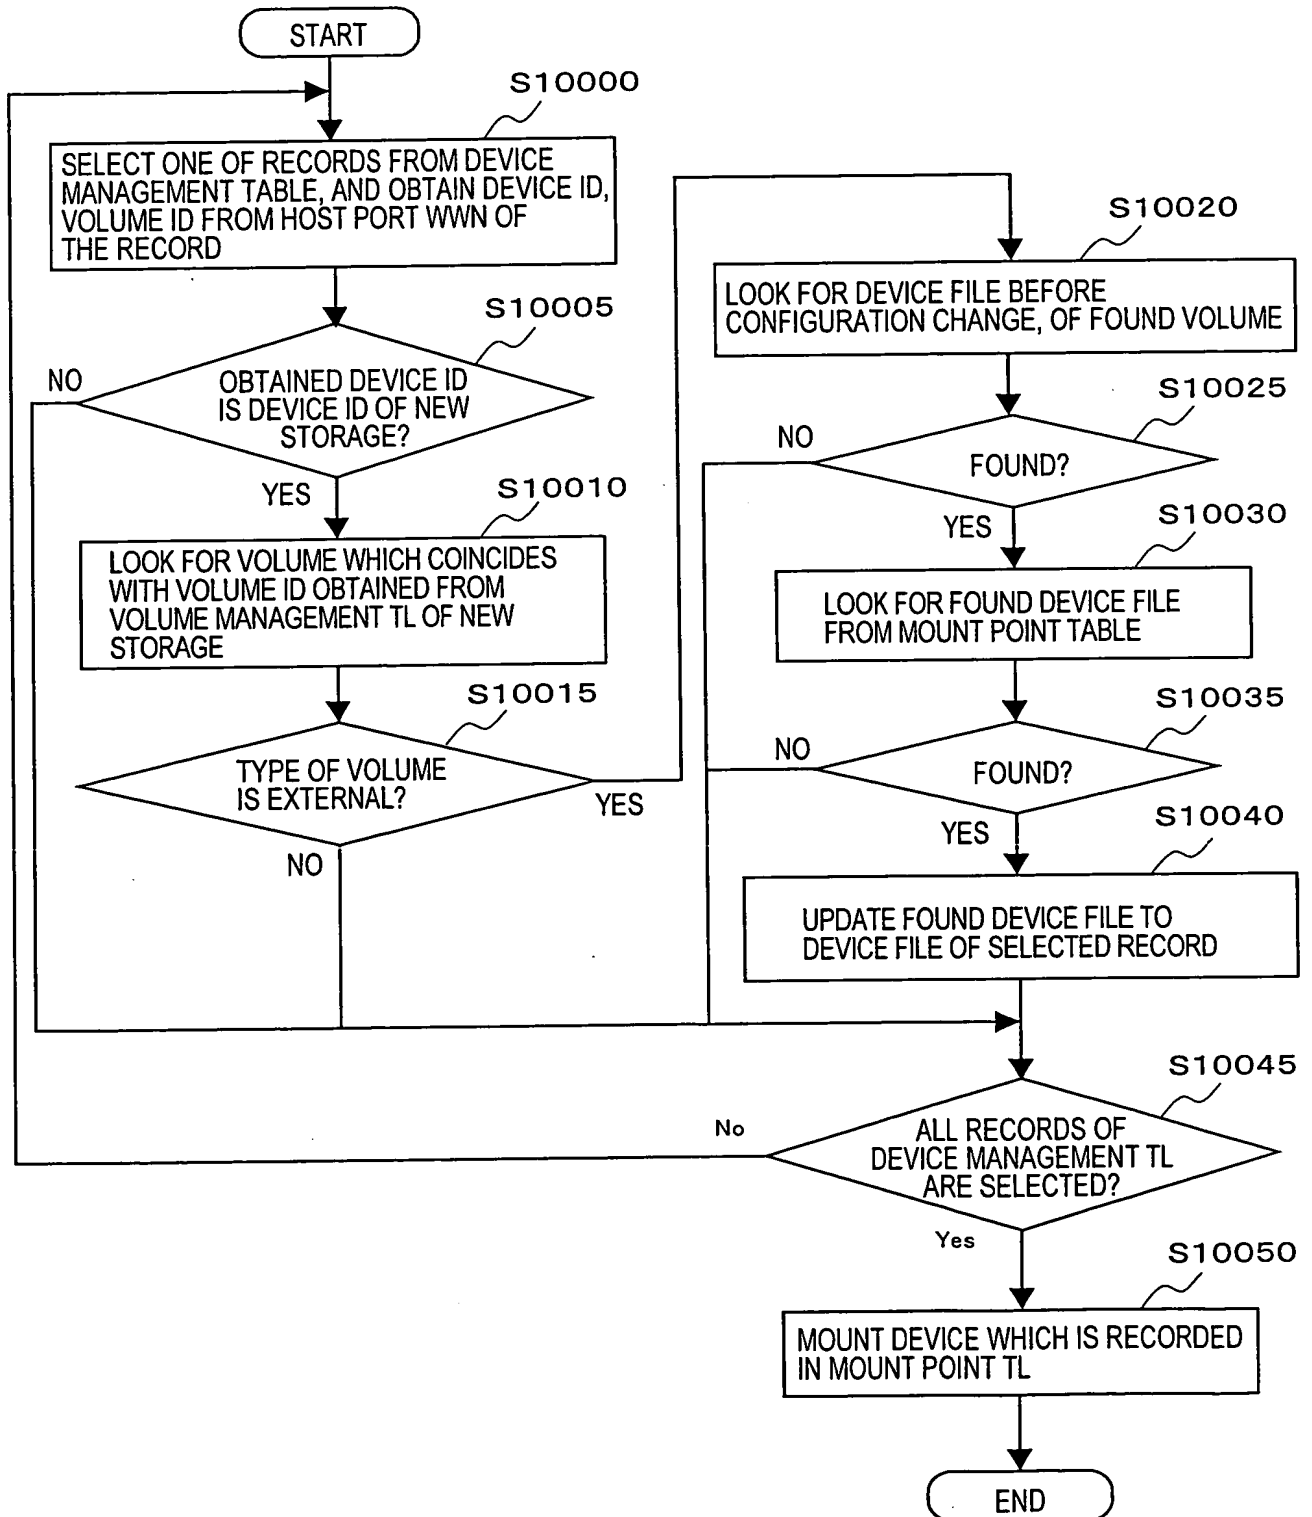 START
S10000
SELECT ONE OF RECORDS FROM DEVICE
MANAGEMENT TABLE, AND OBTAIN DEVICE ID,
VOLUME ID FROM HOST PORT WWN OF
THE RECORD
S10005
NO
OBTAINED DEVICE ID
IS DEVICE ID OF NEW
STORAGE?
YES
S10010
LOOK FOR VOLUME WHICH COINCIDES
WITH VOLUME ID OBTAINED FROM
VOLUME MANAGEMENT TL OF NEW
STORAGE
S10015
TYPE OF VOLUME
IS EXTERNAL?
YES
NO
S10020
LOOK FOR DEVICE FILE BEFORE
CONFIGURATION CHANGE, OF FOUND VOLUME
S10025
NO
FOUND?
YES
S10030
LOOK FOR FOUND DEVICE FILE
FROM MOUNT POINT TABLE
S10035
NO
FOUND?
YES
S10040
UPDATE FOUND DEVICE FILE TO
DEVICE FILE OF SELECTED RECORD
S10045
No
ALL RECORDS OF
DEVICE MANAGEMENT TL
ARE SELECTED?
Yes
S10050
MOUNT DEVICE WHICH IS RECORDED
IN MOUNT POINT TL
END